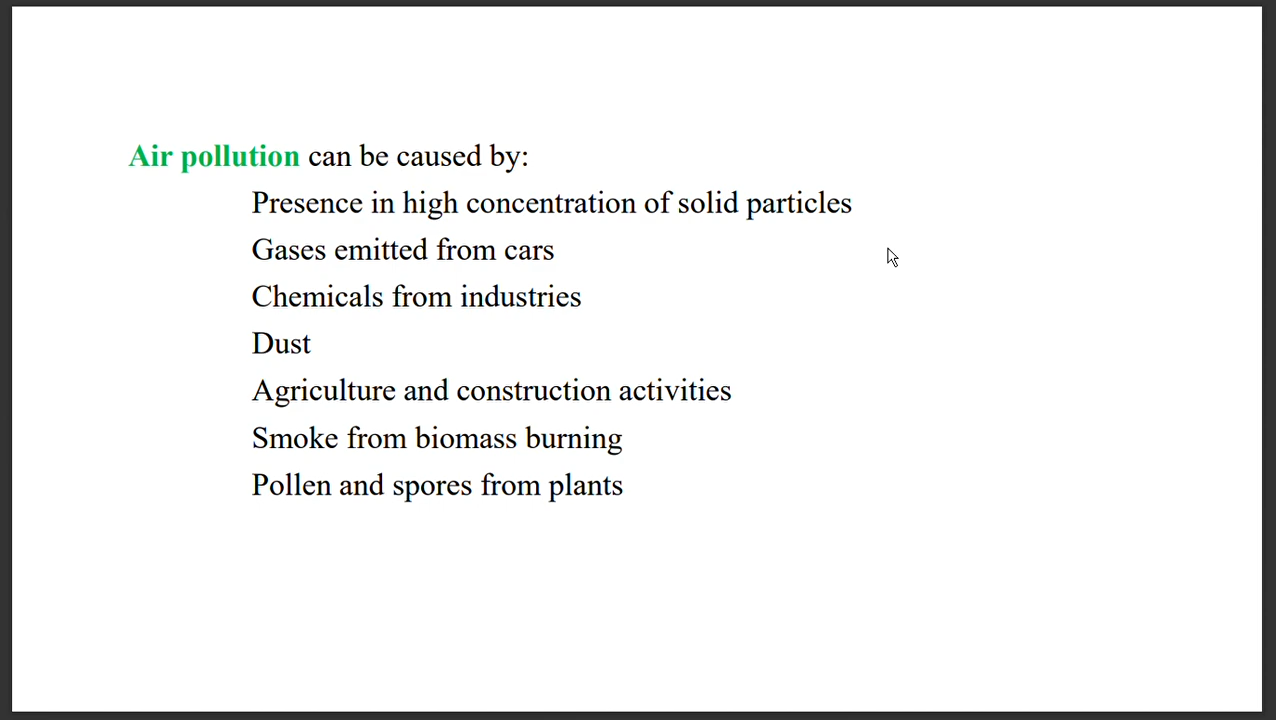 Air pollution can be caused by:
Presence in high concentration of solid particles
Gases emitted from cars
Chemicals from industries
Dust
Agriculture and construction activities
Smoke from biomass burning
Pollen and spores from plants